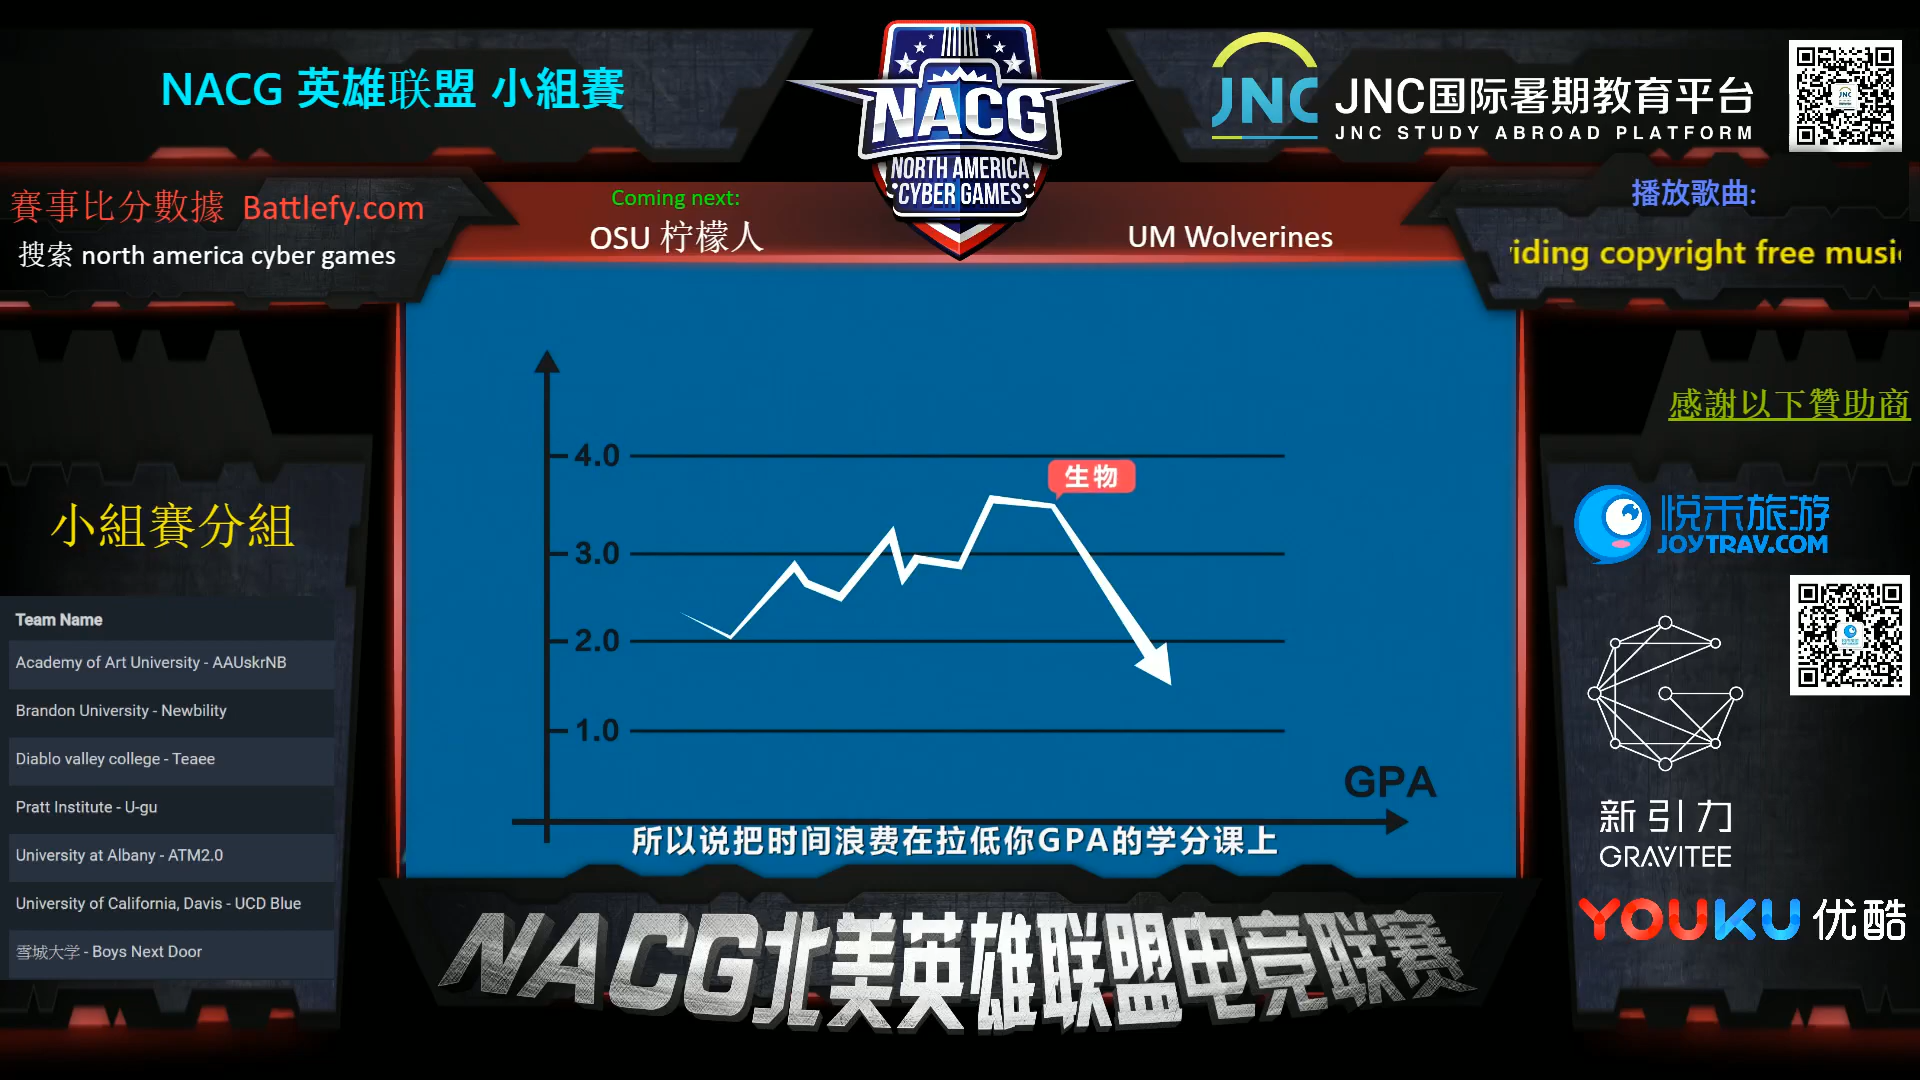 NACG 英雄联盟 小組賽
NACG
NORTH AMERICA
CYBER GAMES
JNC
JNC国际暑期教育平台
JNC STUDY ABROAD PLATFORM
賽事比分數據 Battlefy.com
搜索 north america cyber games
Coming next:
OSU 柠檬人
UM Wolverines
播放歌曲:
iding copyright free musi
感謝以下贊助商
4.0
生物
3.0
2.0
1.0
GPA
所以说把时间浪费在拉低你GPA的学分课上
小組賽分組
Team Name
Academy of Art University - AAUskrNB
Brandon University - Newbility
Diablo valley college - Teaee
Pratt Institute - U-gu
University at Albany - ATM2.0
University of California, Davis - UCD Blue
雪城大学 - Boys Next Door
悦禾旅游
JOYTRAV.COM
新引力
GRAVITEE
YOUKU 优酷
NACG北美英雄联盟电竞联赛